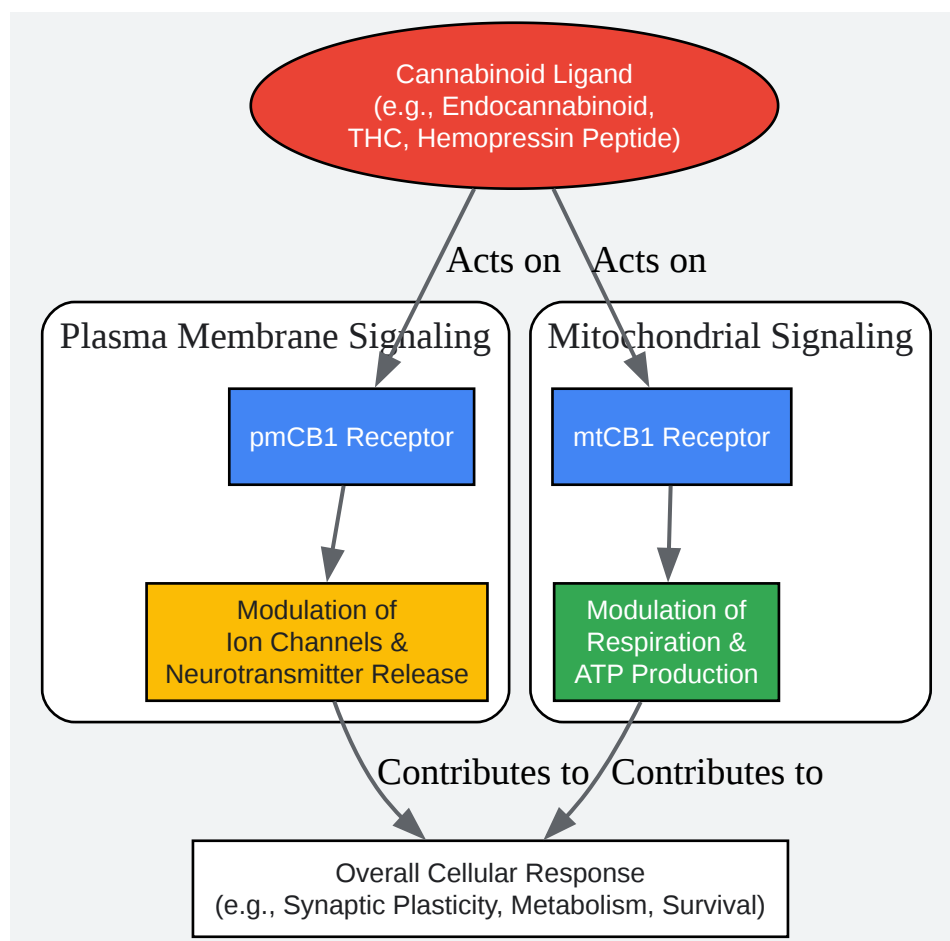 Cannabinoid Ligand
(e.g., Endocannabinoid,
THC, Hemopressin Peptide)
Acts on
Acts on
Plasma Membrane Signaling
Mitochondrial Signaling
pmCB1 Receptor
mtCB1 Receptor
Modulation of
Ion Channels &
Neurotransmitter Release
Modulation of
Respiration &
ATP Production
Contributes to
Contributes to
Overall Cellular Response
(e.g., Synaptic Plasticity, Metabolism, Survival)